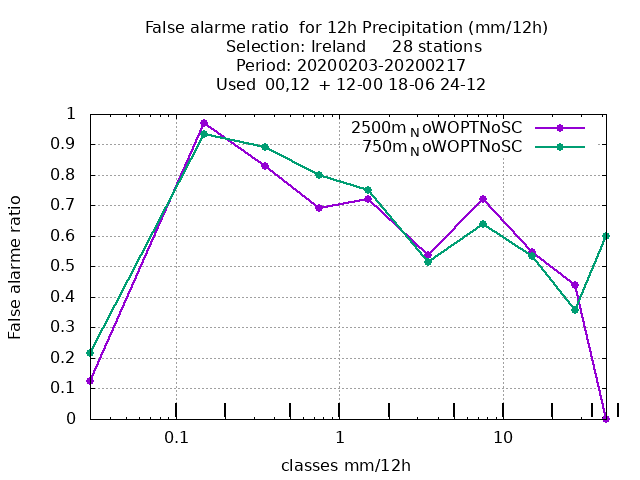 False alarme ratio  for 12h Precipitation (mm/12h)
Selection: Ireland     28 stations
Period: 20200203-20200217
Used  00,12  + 12-00 18-06 24-12
2500m_NoWOPTNoSC
750m_NoWOPTNoSC
1
0.9
0.8
0.7
0.6
0.5
0.4
0.3
0.2
0.1
0
False alarme ratio
0.1 1 10
classes mm/12h